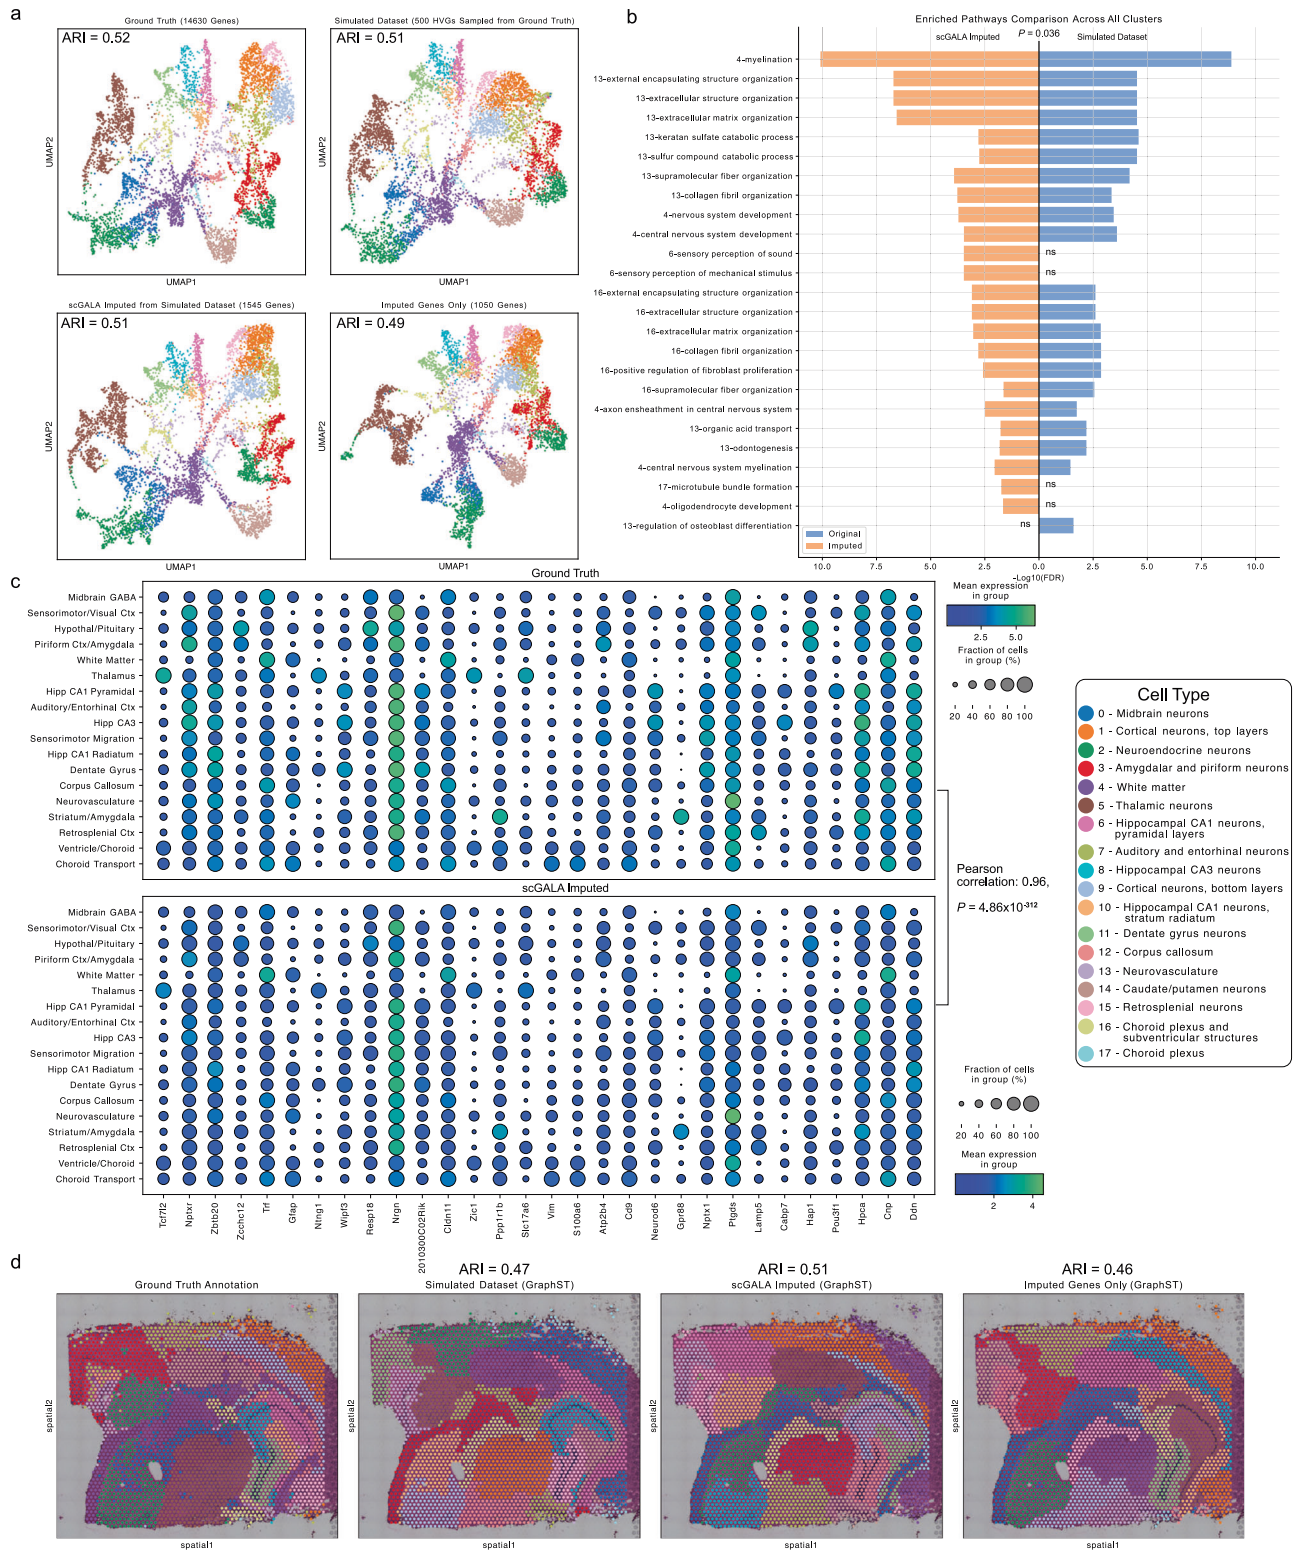 a
Ground Truth (14630 Genes)
ARI = 0.52
UMAP2
UMAP1
Simulated Dataset (500 HVGs Sampled from Ground Truth)
ARI = 0.51
UMAP2
UMAP1
scGALA Imputed from Simulated Dataset (1545 Genes)
ARI = 0.51
UMAP2
UMAP1
Imputed Genes Only (1050 Genes)
ARI = 0.49
UMAP2
UMAP1
b
Enriched Pathways Comparison Across All Clusters
scGALA Imputed
P = 0.036
Simulated Dataset
4-myelination
13-external encapsulating structure organization
13-extracellular structure organization
13-extracellular matrix organization
13-keratan sulfate catabolic process
13-sulfur compound catabolic process
13-supramolecular fiber organization
13-collagen fibril organization
4-nervous system development
4-central nervous system development
6-sensory perception of sound
ns
6-sensory perception of mechanical stimulus
ns
16-external encapsulating structure organization
16-extracellular structure organization
16-extracellular matrix organization
16-collagen fibril organization
16-positive regulation of fibroblast proliferation
16-supramolecular fiber organization
4-axon ensheathment in central nervous system
13-organic acid transport
13-odontogenesis
4-central nervous system myelination
17-microtubule bundle formation
ns
4-oligodendrocyte development
ns
13-regulation of osteoblast differentiation
ns
Original
Imputed
10.0 7.5 5.0 2.5 0.0 2.5 5.0 7.5 10.0
-Log10(FDR)
c
Ground Truth
Midbrain GABA
Sensorimotor/Visual Ctx
Hypothal/Pituitary
Piriform Ctx/Amygdala
White Matter
Thalamus
Hipp CA1 Pyramidal
Auditory/Entorhinal Ctx
Hipp CA3
Sensorimotor Migration
Hipp CA1 Radiatum
Dentate Gyrus
Corpus Callosum
Neurovasculature
Striatum/Amygdala
Retrosplenial Ctx
Ventricle/Choroid
Choroid Transport
Mean expression
in group
2.5 5.0
Fraction of cells
in group (%)
20 40 60 80 100
scGALA Imputed
Midbrain GABA
Sensorimotor/Visual Ctx
Hypothal/Pituitary
Piriform Ctx/Amygdala
White Matter
Thalamus
Hipp CA1 Pyramidal
Auditory/Entorhinal Ctx
Hipp CA3
Sensorimotor Migration
Hipp CA1 Radiatum
Dentate Gyrus
Corpus Callosum
Neurovasculature
Striatum/Amygdala
Retrosplenial Ctx
Ventricle/Choroid
Choroid Transport
Tcf7l2
Nptxr
Zbtb20
Zcchc12
Trf
Gfap
Ntng1
Wipf3
Resp18
Nrgn
2010300C02Rik
Cldn11
Zic1
Ppp1r1b
Slc17a6
Vim
S100a6
Atp2b4
Cd9
Neurod6
Gpr88
Nptx1
Ptgds
Lamp5
Cabp7
Hap1
Pou3f1
Hpca
Cnp
Ddn
Pearson
correlation: 0.96,
P = 4.86x10-312
Fraction of cells
in group (%)
20 40 60 80 100
Mean expression
in group
2 4
Cell Type
0 - Midbrain neurons
1 - Cortical neurons, top layers
2 - Neuroendocrine neurons
3 - Amygdalar and piriform neurons
4 - White matter
5 - Thalamic neurons
6 - Hippocampal CA1 neurons,
pyramidal layers
7 - Auditory and entorhinal neurons
8 - Hippocampal CA3 neurons
9 - Cortical neurons, bottom layers
10 - Hippocampal CA1 neurons,
stratum radiatum
11 - Dentate gyrus neurons
12 - Corpus callosum
13 - Neurovasculature
14 - Caudate/putamen neurons
15 - Retrosplenial neurons
16 - Choroid plexus and
subventricular structures
17 - Choroid plexus
d
Ground Truth Annotation
spatial2
spatial1
ARI = 0.47
Simulated Dataset (GraphST)
spatial2
spatial1
ARI = 0.51
scGALA Imputed (GraphST)
spatial2
spatial1
ARI = 0.46
Imputed Genes Only (GraphST)
spatial2
spatial1